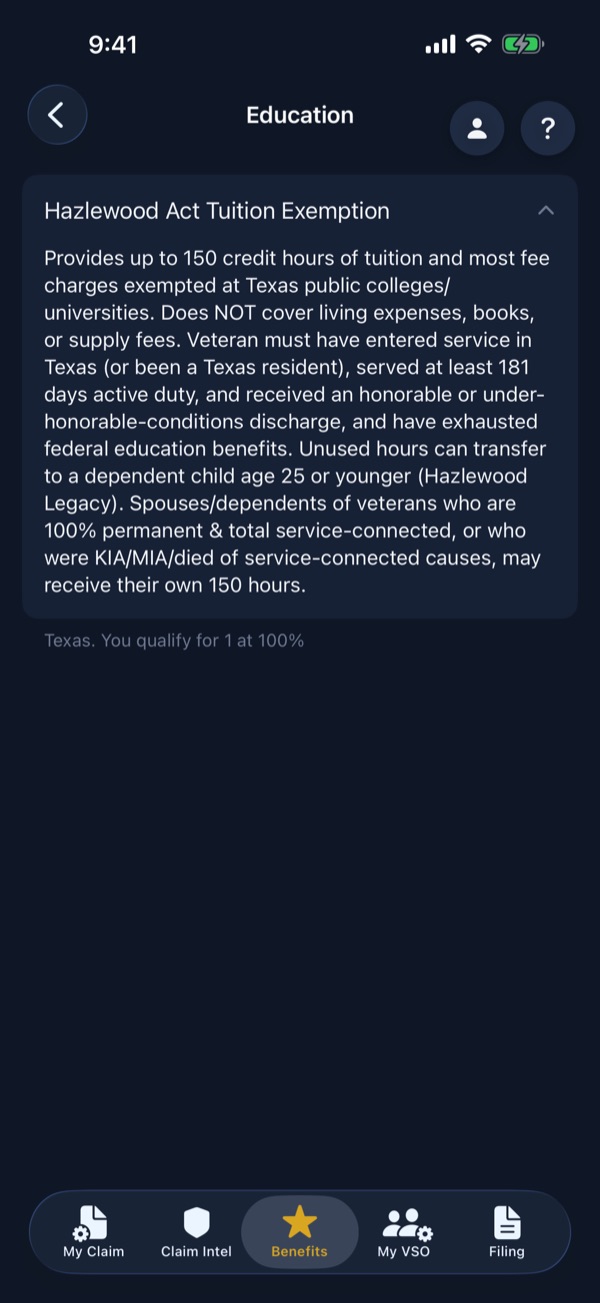 9:41
Education
?
Hazlewood Act Tuition Exemption
Provides up to 150 credit hours of tuition and most fee
charges exempted at Texas public colleges/
universities. Does NOT cover living expenses, books,
or supply fees. Veteran must have entered service in
Texas (or been a Texas resident), served at least 181
days active duty, and received an honorable or under-
honorable-conditions discharge, and have exhausted
federal education benefits. Unused hours can transfer
to a dependent child age 25 or younger (Hazlewood
Legacy). Spouses/dependents of veterans who are
100% permanent & total service-connected, or who
were KIA/MIA/died of service-connected causes, may
receive their own 150 hours.
Texas. You qualify for 1 at 100%
My Claim
Claim Intel
Benefits
My VSO
Filing